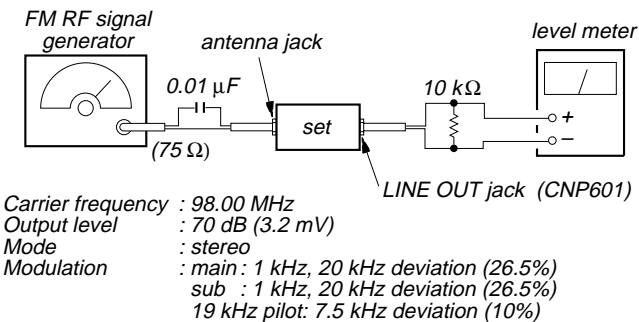 FM RF signal
generator
antenna jack
level meter
0.01 μF
10 kΩ
set
+
–
(75 Ω)
LINE OUT jack (CNP601)
Carrier frequency : 98.00 MHz
Output level : 70 dB (3.2 mV)
Mode : stereo
Modulation : main : 1 kHz, 20 kHz deviation (26.5%)
sub : 1 kHz, 20 kHz deviation (26.5%)
19 kHz pilot: 7.5 kHz deviation (10%)